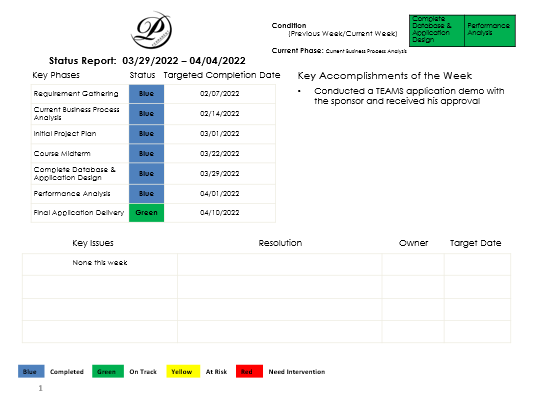 Condition
(Previous Week/Current Week)
Complete
Database &
Application
Design
Performance
Analysis
Current Phase: Current Business Process Analysis
Status Report: 03/29/2022 – 04/04/2022
Key Phases Status Targeted Completion Date
Requirement Gathering Blue 02/07/2022
Current Business Process
Analysis Blue 02/14/2022
Initial Project Plan Blue 03/01/2022
Course Midterm Blue 03/22/2022
Complete Database &
Application Design Blue 03/29/2022
Performance Analysis Blue 04/01/2022
Final Application Delivery Green 04/10/2022
Key Accomplishments of the Week
• Conducted a TEAMS application demo with
the sponsor and received his approval
Key Issues Resolution Owner Target Date
None this week
Blue Completed Green On Track Yellow At Risk Red Need Intervention
1